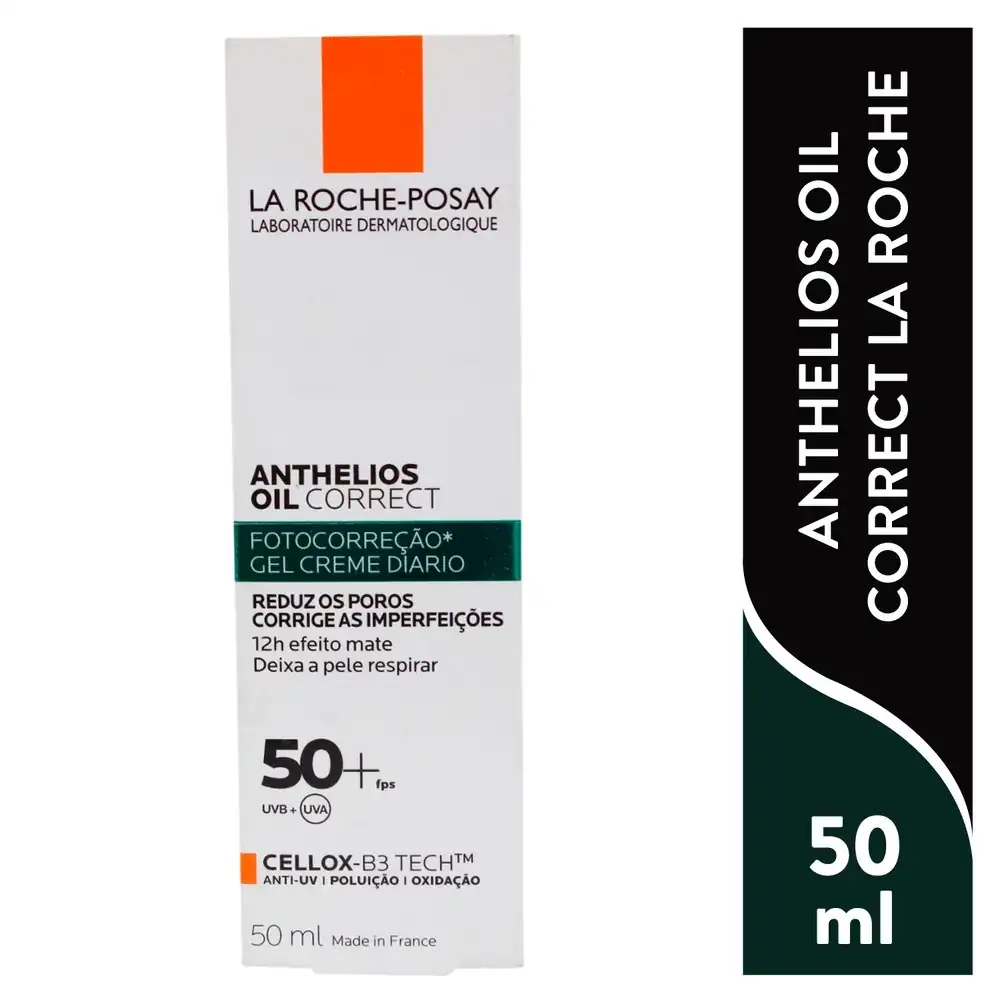 LA ROCHE-POSAY
LABORATOIRE DERMATOLOGIQUE
ANTHELIOS
OIL CORRECT
FOTOCORREÇÃO*
GEL CREME DIARIO
REDUZ OS POROS
CORRIGE AS IMPERFEIÇÕES
12h efeito mate
Deixa a pele respirar
50+ fps
UVB + UVA
CELLOX-B3 TECH™
ANTI-UV | POLUIÇÃO | OXIDAÇÃO
50 ml Made in France
ANTHELIOS OIL
CORRECT LA ROCHE
50
ml